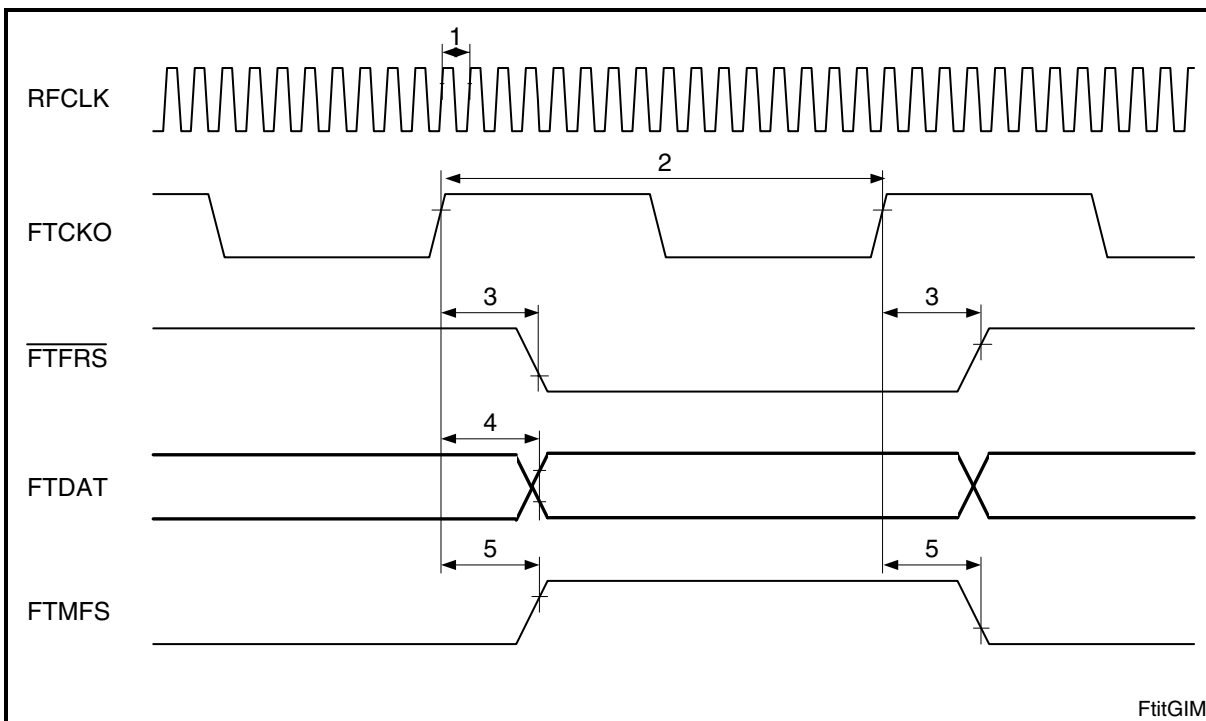 1
RFCLK
2
FTCKO
3 3
FTFRS
4
FTDAT
5 5
FTMFS
FtitGIM